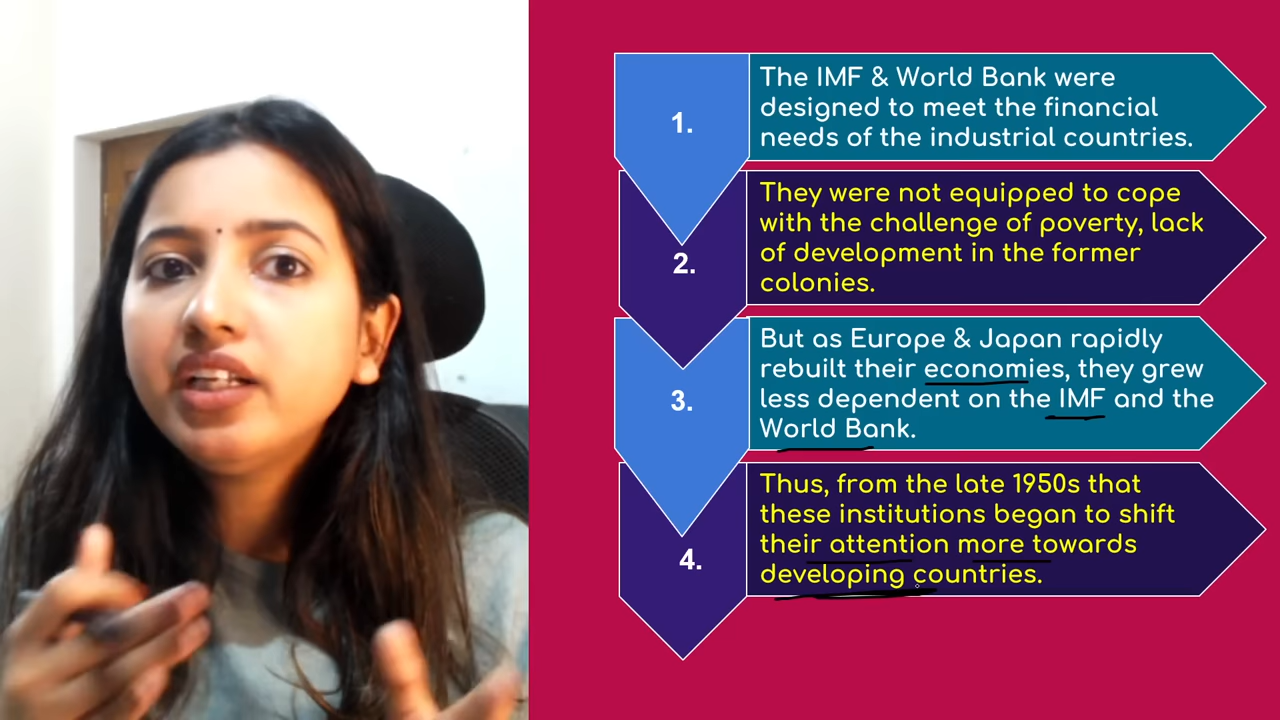 1.
The IMF & World Bank were
designed to meet the financial
needs of the industrial countries.
2.
They were not equipped to cope
with the challenge of poverty, lack
of development in the former
colonies.
3.
But as Europe & Japan rapidly
rebuilt their economies, they grew
less dependent on the IMF and the
World Bank.
4.
Thus, from the late 1950s that
these institutions began to shift
their attention more towards
developing countries.